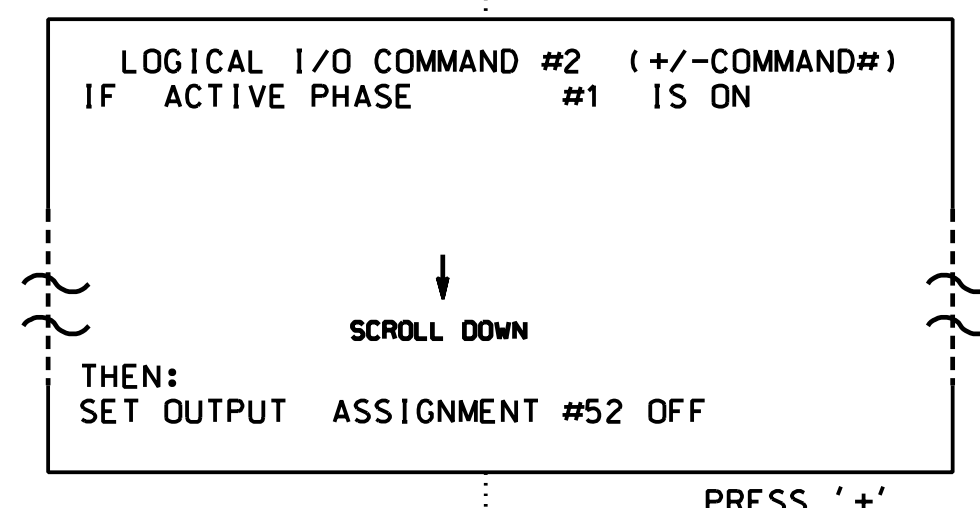 LOGICAL I/O COMMAND #2 (+/-COMMAND#)
IF ACTIVE PHASE #1 IS ON
SCROLL DOWN
THEN:
SET OUTPUT ASSIGNMENT #52 OFF
PRESS '+'